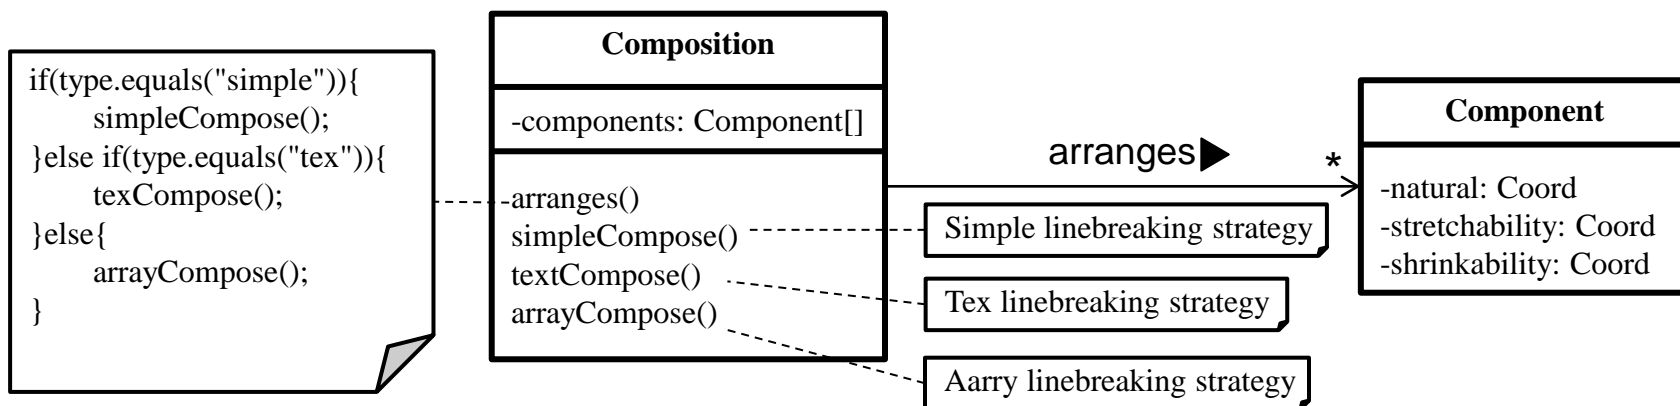 if(type.equals("simple")){
simpleCompose();
}else if(type.equals("tex")){
texCompose();
}else{
arrayCompose();
}
Composition
-components: Component[]
arranges()
simpleCompose()
textCompose()
arrayCompose()
arranges
*
Simple linebreaking strategy
Tex linebreaking strategy
Aarry linebreaking strategy
Component
-natural: Coord
-stretchability: Coord
-shrinkability: Coord